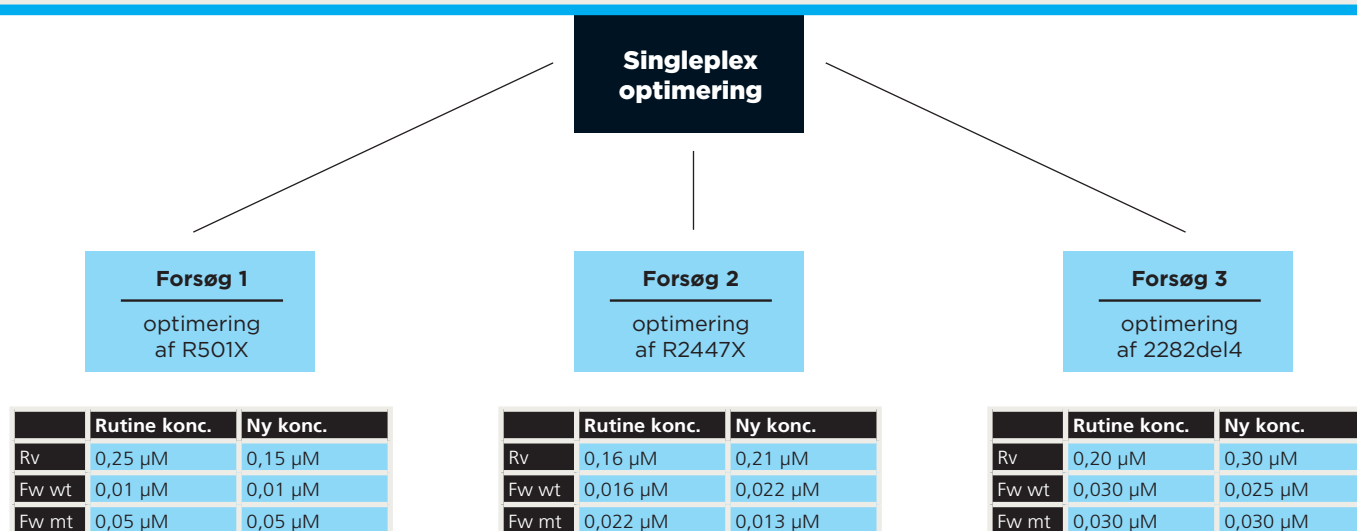 Singleplex
optimering
Forsøg 1
optimering
af R501X
Forsøg 2
optimering
af R2447X
Forsøg 3
optimering
af 2282del4
Rutine konc. Ny konc.
Rv 0,25 µM 0,15 µM
Fw wt 0,01 µM 0,01 µM
Fw mt 0,05 µM 0,05 µM
Rutine konc. Ny konc.
Rv 0,16 µM 0,21 µM
Fw wt 0,016 µM 0,022 µM
Fw mt 0,022 µM 0,013 µM
Rutine konc. Ny konc.
Rv 0,20 µM 0,30 µM
Fw wt 0,030 µM 0,025 µM
Fw mt 0,030 µM 0,030 µM